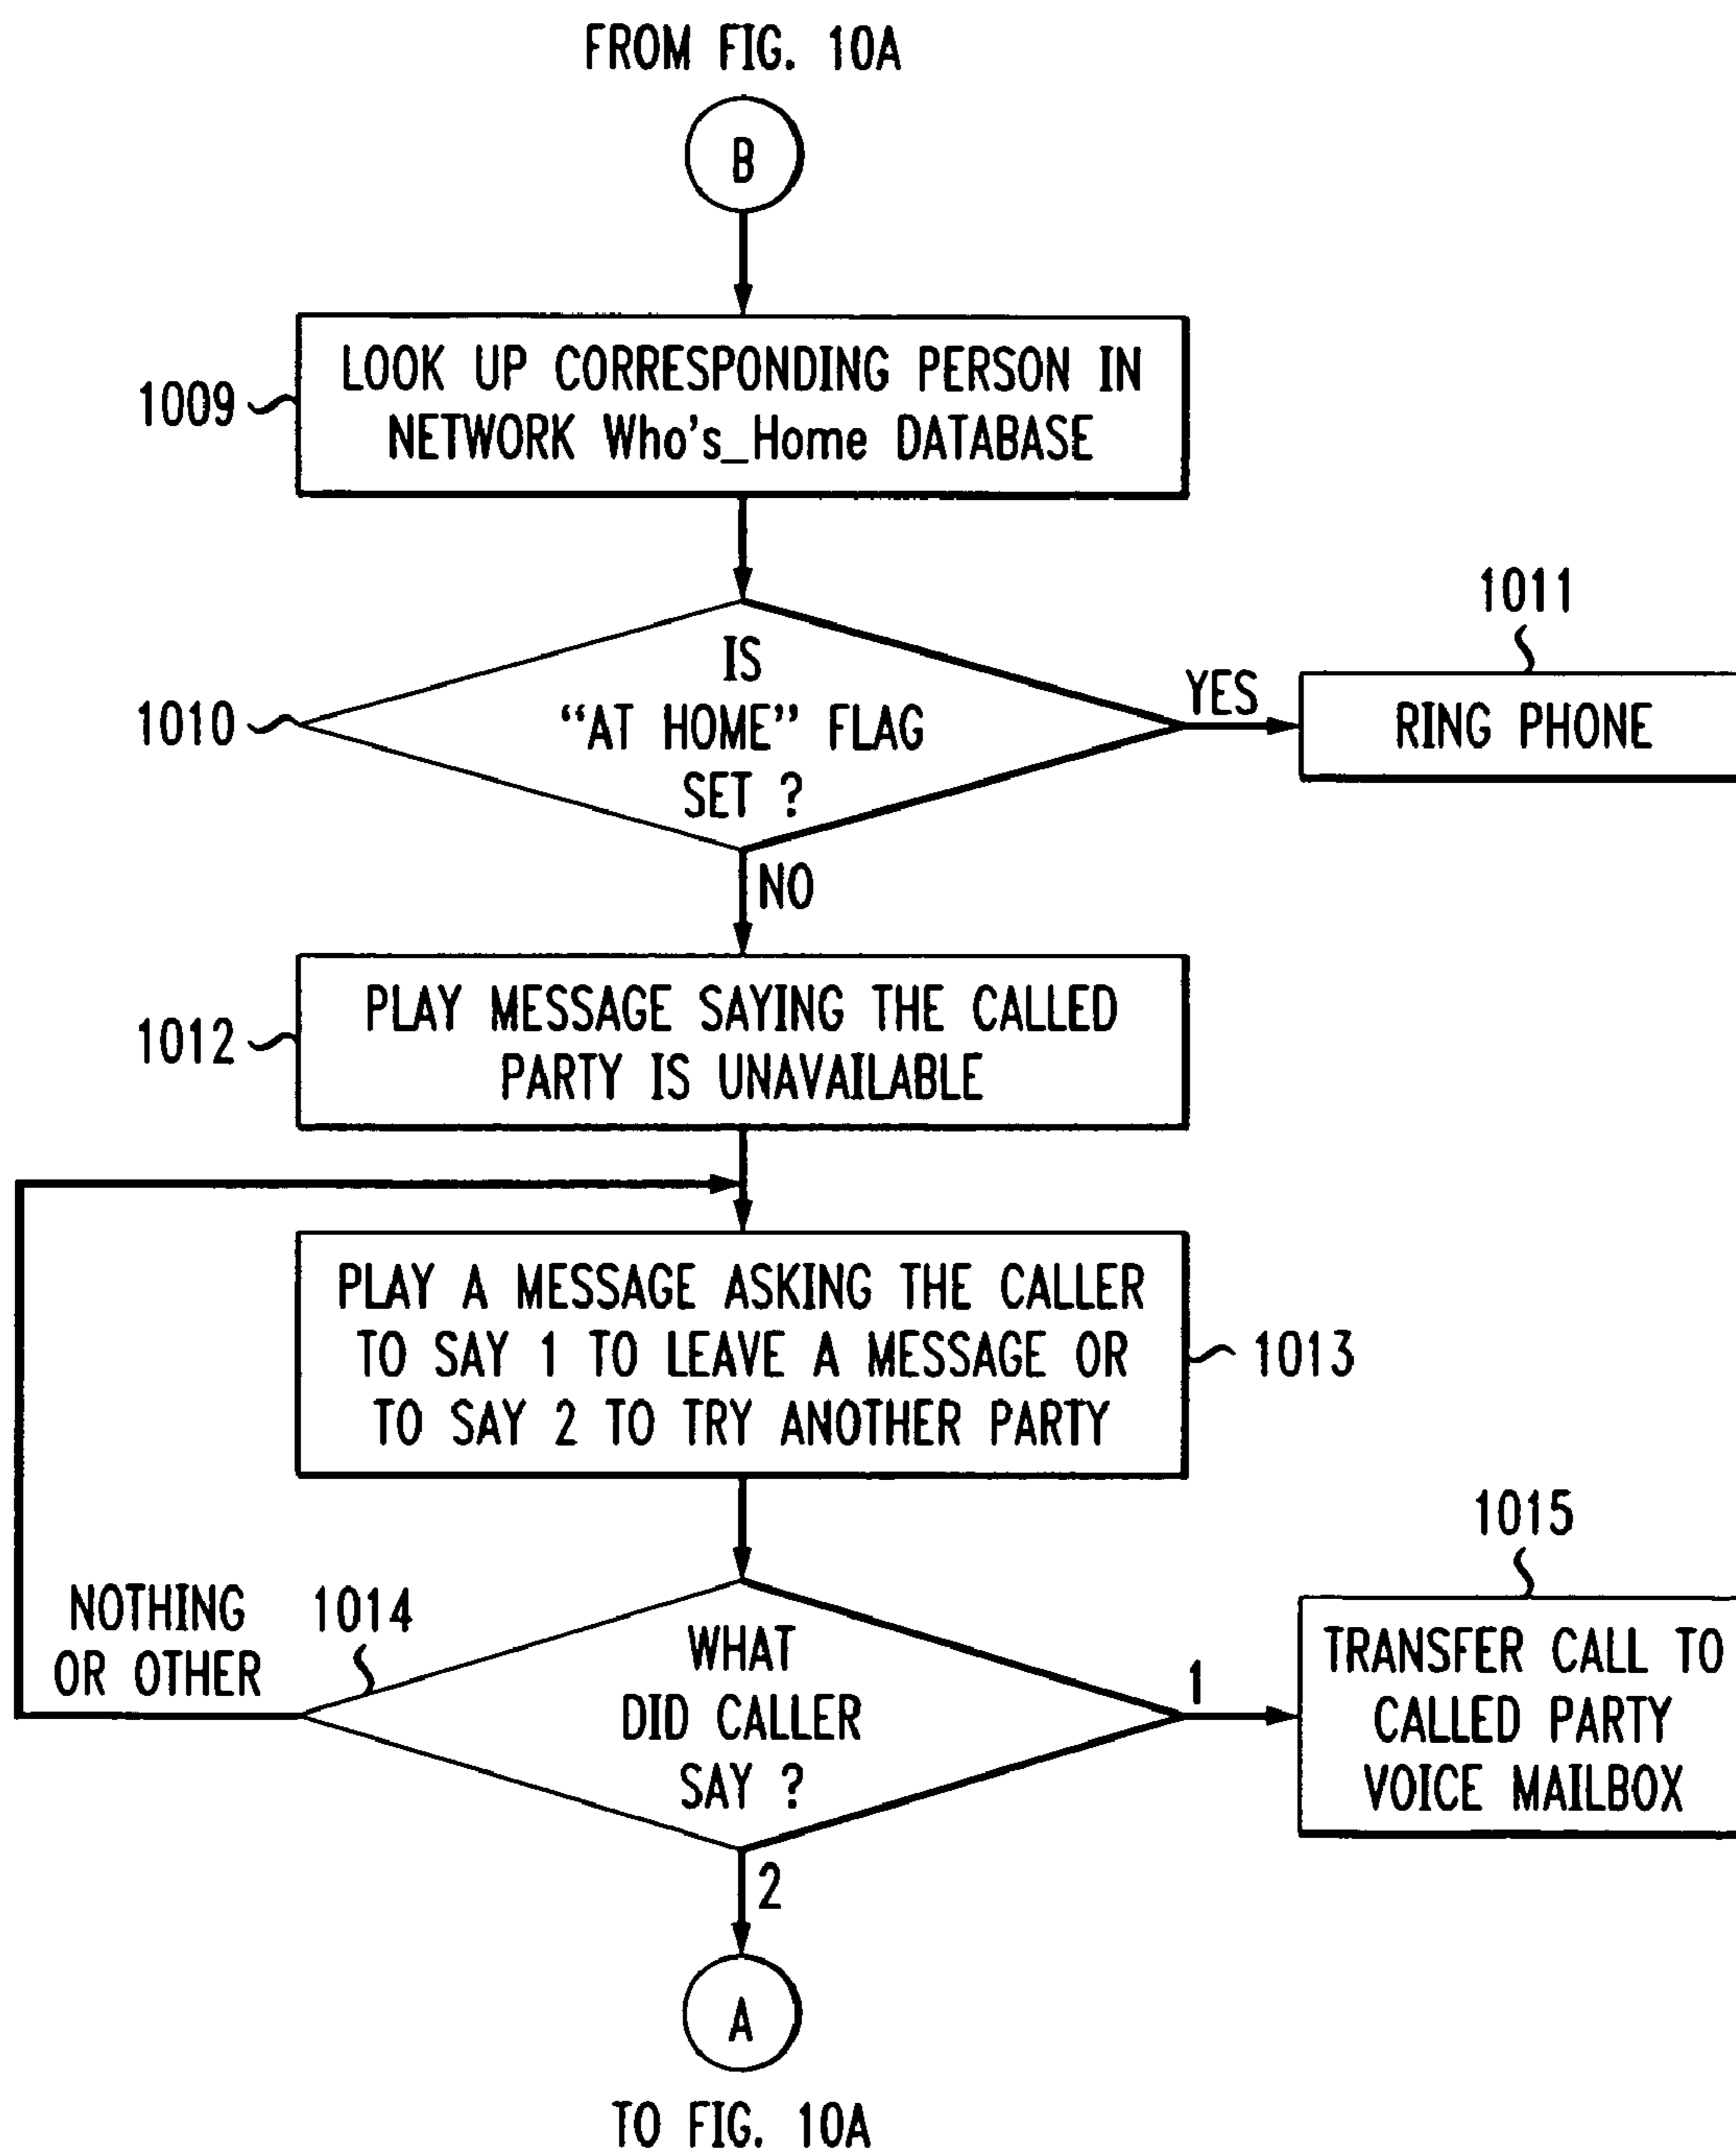 FROM FIG. 10A
B
1009
LOOK UP CORRESPONDING PERSON IN
NETWORK Who's_Home DATABASE
1010
IS
“AT HOME” FLAG
SET ?
YES
1011
RING PHONE
NO
1012
PLAY MESSAGE SAYING THE CALLED
PARTY IS UNAVAILABLE
PLAY A MESSAGE ASKING THE CALLER
TO SAY 1 TO LEAVE A MESSAGE OR
TO SAY 2 TO TRY ANOTHER PARTY
1013
NOTHING
OR OTHER
1014
WHAT
DID CALLER
SAY ?
1
1015
TRANSFER CALL TO
CALLED PARTY
VOICE MAILBOX
2
A
TO FIG. 10A